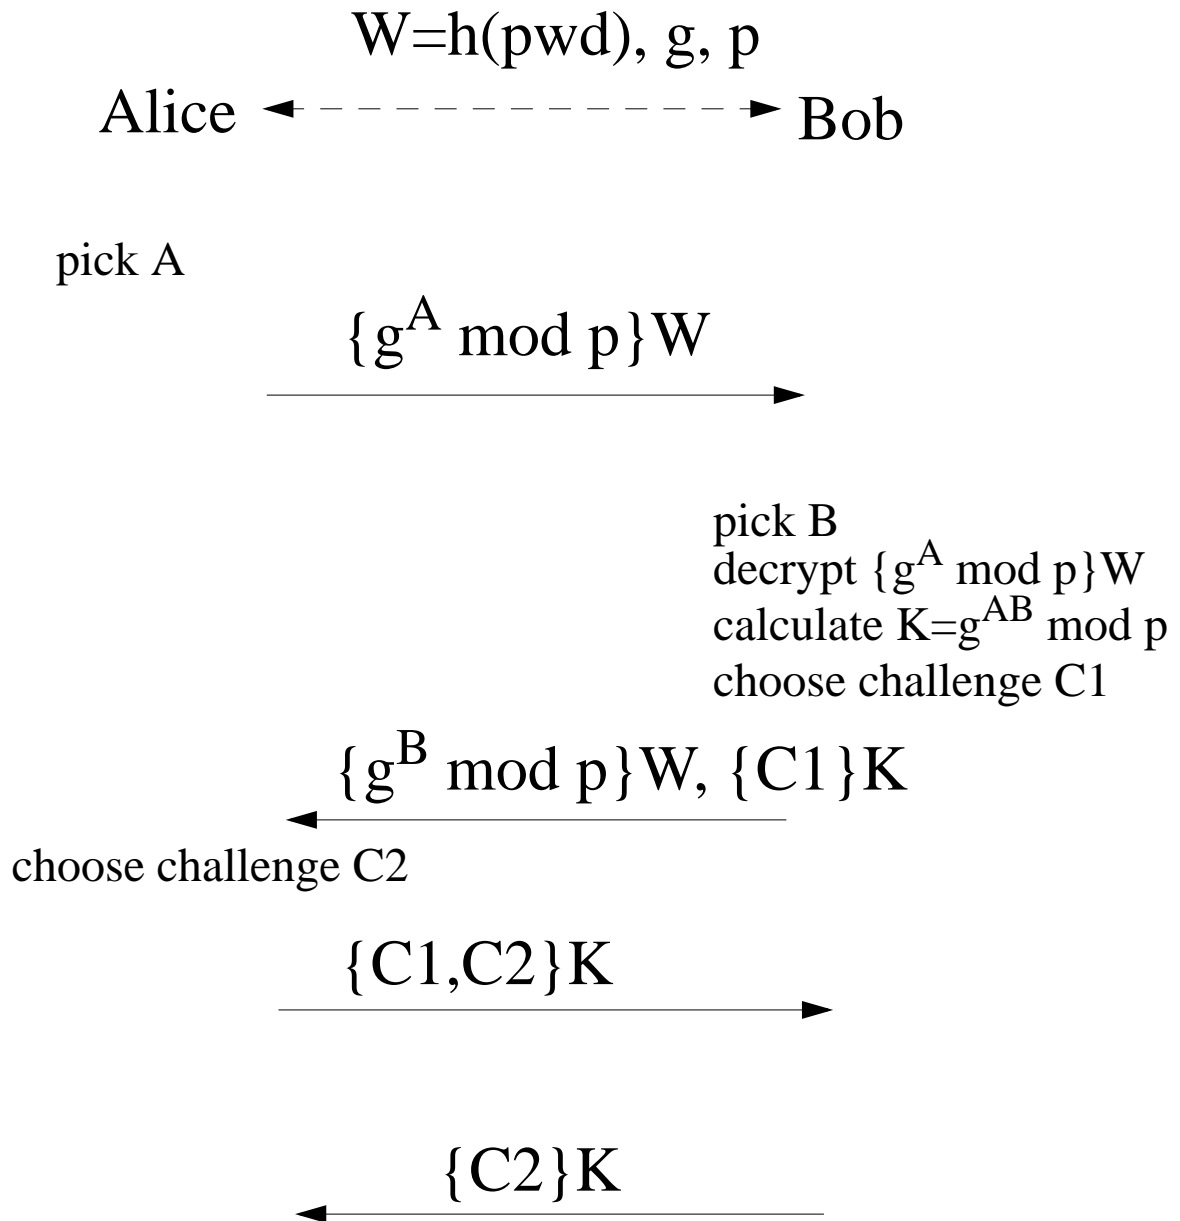 W=h(pwd), g, p
Alice
Bob
pick A
{g^A mod p}W
pick B
decrypt {g^A mod p}W
calculate K=g^AB mod p
choose challenge C1
{g^B mod p}W, {C1}K
choose challenge C2
{C1,C2}K
{C2}K